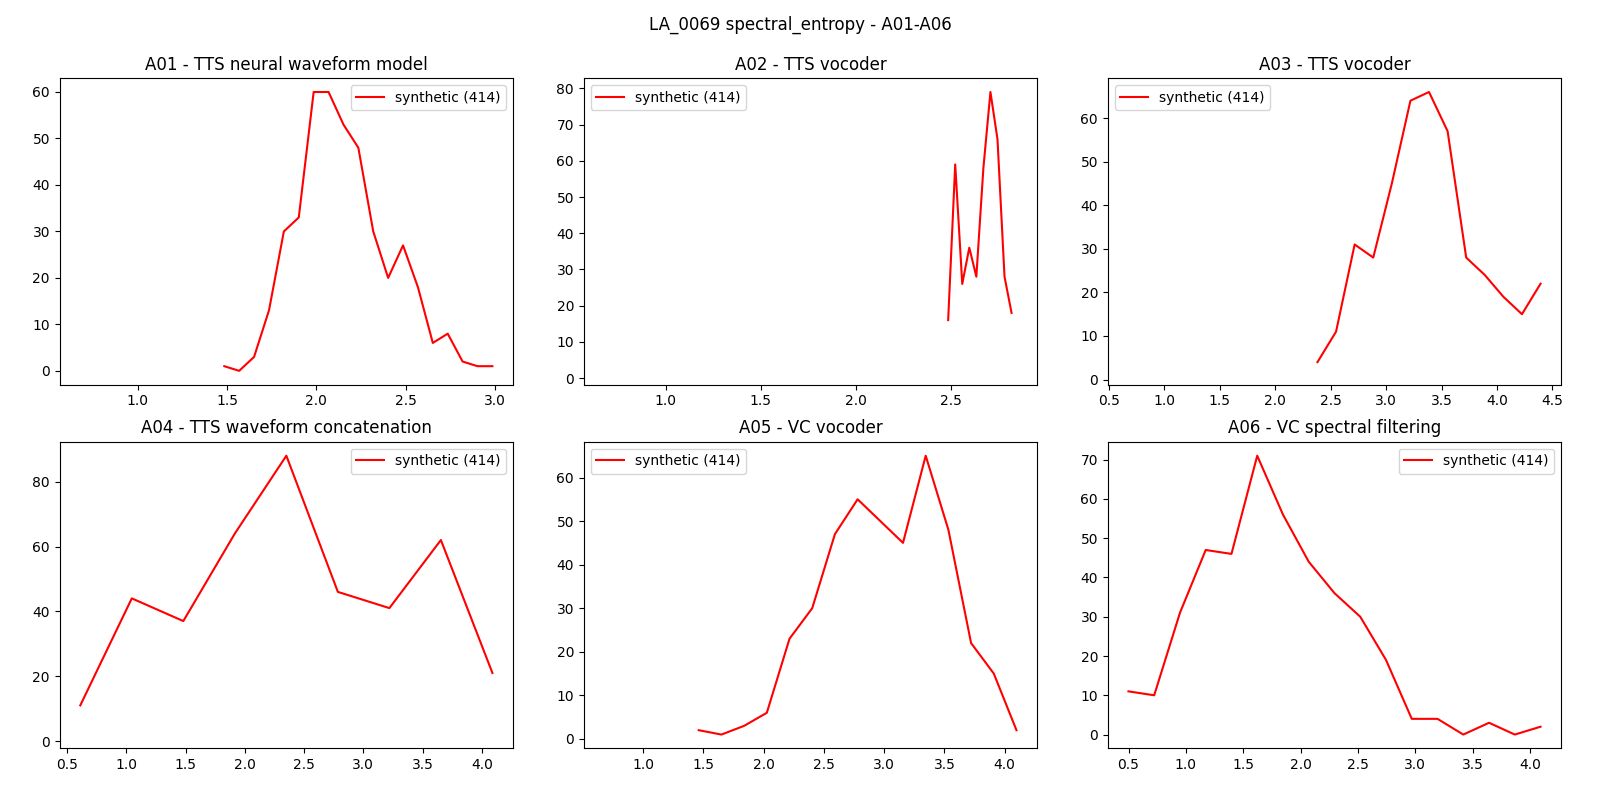 LA_0069 spectral_entropy - A01-A06
A01 - TTS neural waveform model
synthetic (414)
60
50
40
30
20
10
0
1.0 1.5 2.0 2.5 3.0
A02 - TTS vocoder
synthetic (414)
80
70
60
50
40
30
20
10
0
1.0 1.5 2.0 2.5
A03 - TTS vocoder
synthetic (414)
60
50
40
30
20
10
0
0.5 1.0 1.5 2.0 2.5 3.0 3.5 4.0 4.5
A04 - TTS waveform concatenation
synthetic (414)
80
60
40
20
0
0.5 1.0 1.5 2.0 2.5 3.0 3.5 4.0
A05 - VC vocoder
synthetic (414)
60
50
40
30
20
10
0
1.0 1.5 2.0 2.5 3.0 3.5 4.0
A06 - VC spectral filtering
synthetic (414)
70
60
50
40
30
20
10
0
0.5 1.0 1.5 2.0 2.5 3.0 3.5 4.0